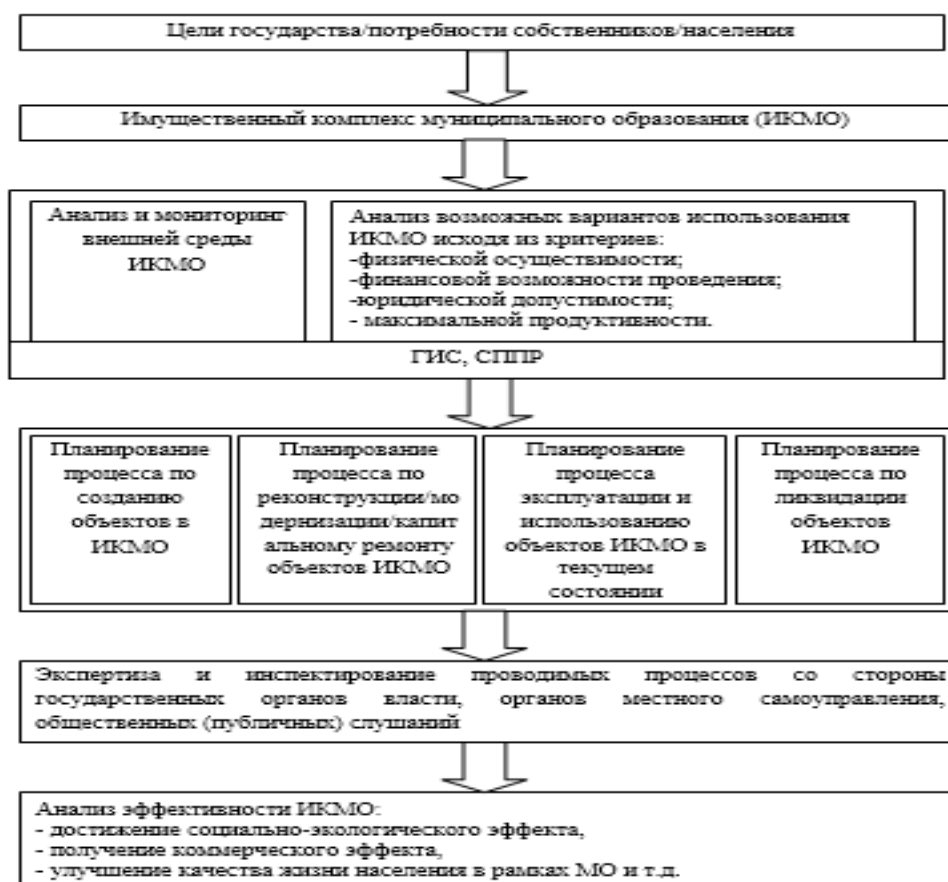 Цели государства/потребности собственников/населения
Имущественный комплекс муниципального образования (ИКМО)
Анализ и мониторинг
внешней среды
ИКМО
Анализ возможных вариантов использования
ИКМО исходя из критериев:
-физической осуществимости;
-финансовой возможности проведения;
-юридической допустимости;
- максимальной продуктивности.
ГИС, СППР
Планирование
процесса по
созданию
объектов в
ИКМО
Планирование
процесса по
реконструкции/мо
дернизации/капит
альному ремонту
объектов ИКМО
Планирование
процесса
эксплуатации и
использованию
объектов ИКМО в
текущем
состоянии
Планирование
процесса по
ликвидации
объектов
ИКМО
Экспертиза и инспектирование проводимых процессов со стороны
государственных органов власти, органов местного самоуправления,
общественных (публичных) слушаний
Анализ эффективности ИКМО:
- достижение социально-экологического эффекта,
- получение коммерческого эффекта,
- улучшение качества жизни населения в рамках МО и т.д.